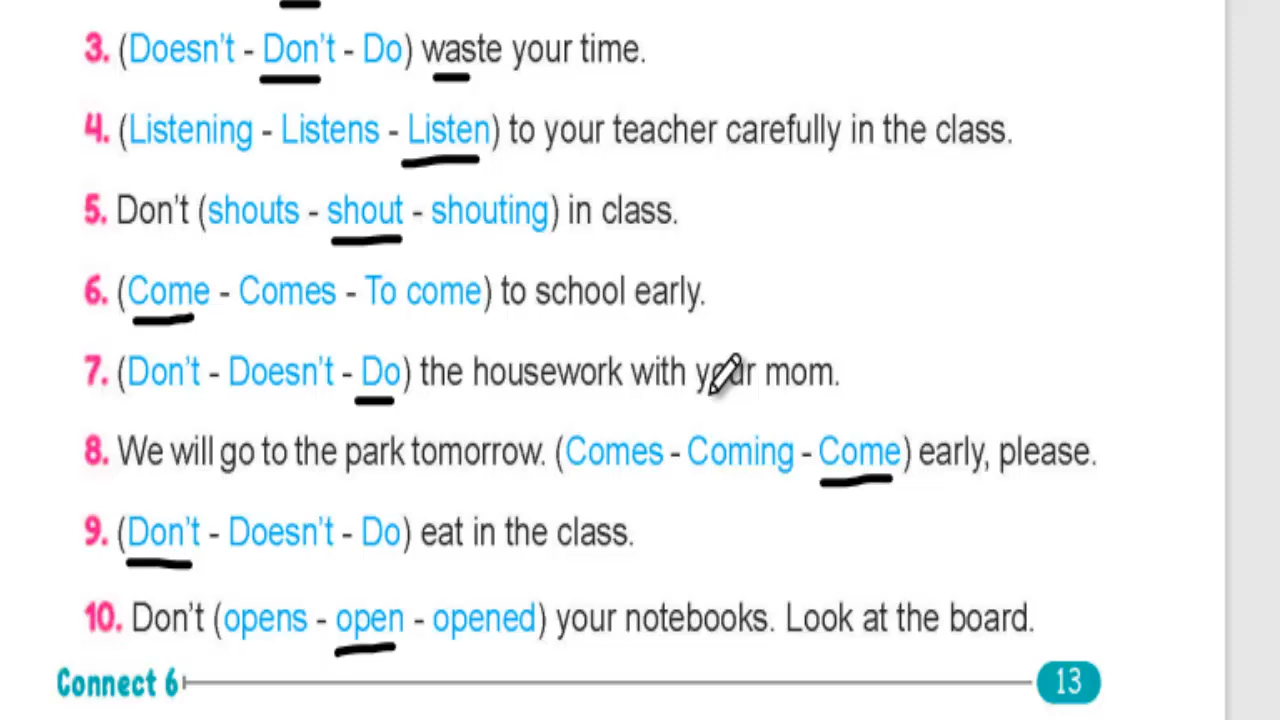 3. (Doesn't - Don't - Do) waste your time.
4. (Listening - Listens - Listen) to your teacher carefully in the class.
5. Don't (shouts - shout - shouting) in class.
6. (Come - Comes - To come) to school early.
7. (Don't - Doesn't - Do) the housework with your mom.
8. We will go to the park tomorrow. (Comes - Coming - Come) early, please.
9. (Don't - Doesn't - Do) eat in the class.
10. Don't (opens - open - opened) your notebooks. Look at the board.
Connect 6
13